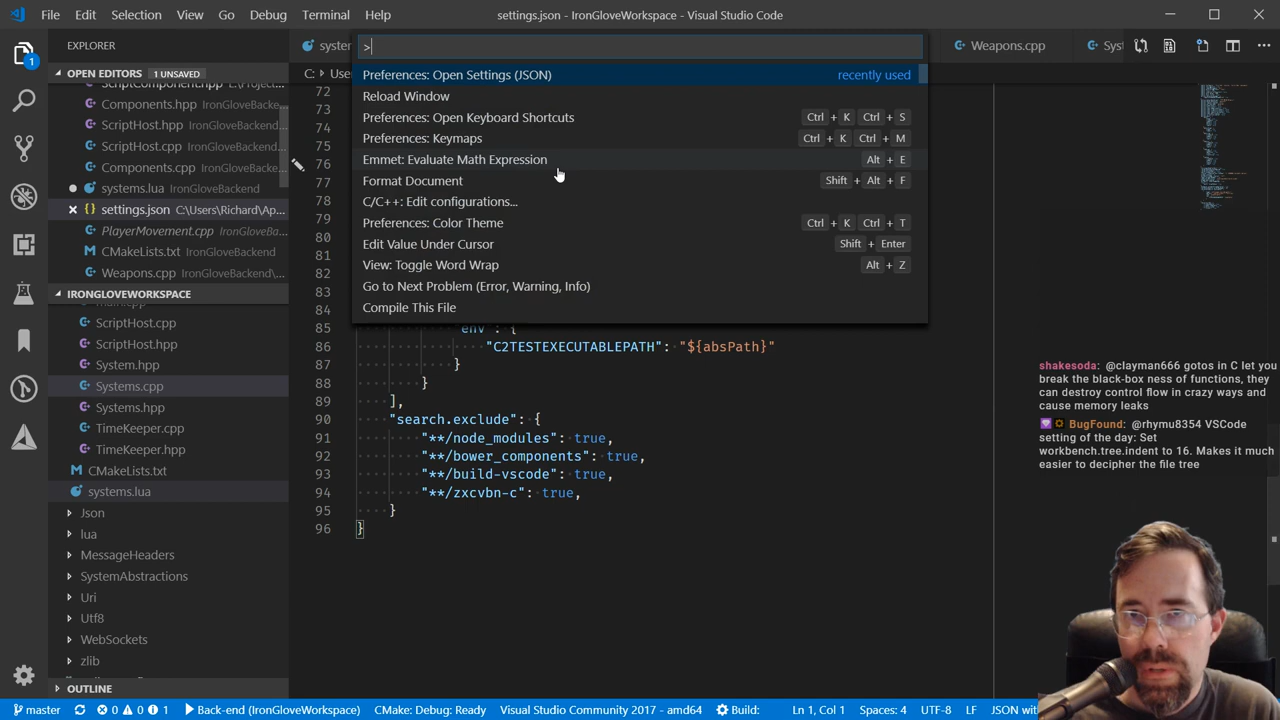 File Edit Selection View Go Debug Terminal Help
settings.json - IronGloveWorkspace - Visual Studio Code
EXPLORER
OPEN EDITORS 1 UNSAVED
Components.hpp IronGloveBackend...
ScriptHost.hpp IronGloveBackend...
ScriptHost.cpp IronGloveBackend...
Components.cpp IronGloveBack...
systems.lua IronGloveBackend
settings.json C:\Users\Richard\Ap...
PlayerMovement.cpp IronGloveBa...
CMakeLists.txt IronGloveBackend
Weapons.cpp IronGloveBackend\...
IRONGLOVEWORKSPACE
main.cpp
ScriptHost.cpp
ScriptHost.hpp
System.hpp
Systems.cpp
Systems.hpp
TimeKeeper.cpp
TimeKeeper.hpp
CMakeLists.txt
systems.lua
Json
lua
MessageHeaders
SystemAbstractions
Uri
Utf8
WebSockets
zlib
OUTLINE
system
Weapons.cpp
Syst
C: > User
>
Preferences: Open Settings (JSON) recently used
Reload Window
Preferences: Open Keyboard Shortcuts Ctrl + K Ctrl + S
Preferences: Keymaps Ctrl + K Ctrl + M
Emmet: Evaluate Math Expression Alt + E
Format Document Shift + Alt + F
C/C++: Edit configurations...
Preferences: Color Theme Ctrl + K Ctrl + T
Edit Value Under Cursor Shift + Enter
View: Toggle Word Wrap Alt + Z
Go to Next Problem (Error, Warning, Info)
Compile This File
72
73
74
75
76
77
78
79
80
81
82
83
84
85 "env": {
86 "C2TESTEXECUTABLEPATH": "${absPath}"
87 }
88 }
89 ],
90 "search.exclude": {
91 "**/node_modules": true,
92 "**/bower_components": true,
93 "**/build-vscode": true,
94 "**/zxcvbn-c": true,
95 }
96 }
shakesoda: @clayman666 gotos in C let you
break the black-box ness of functions, they
can destroy control flow in crazy ways and
cause memory leaks
BugFound: @rhymu8354 VSCode
setting of the day: Set
workbench.tree.indent to 16. Makes it much
easier to decipher the file tree
1
master 0 0 1 Back-end (IronGloveWorkspace) CMake: Debug: Ready Visual Studio Community 2017 - amd64 Build: Ln 1, Col 1 Spaces: 4 UTF-8 LF JSON with